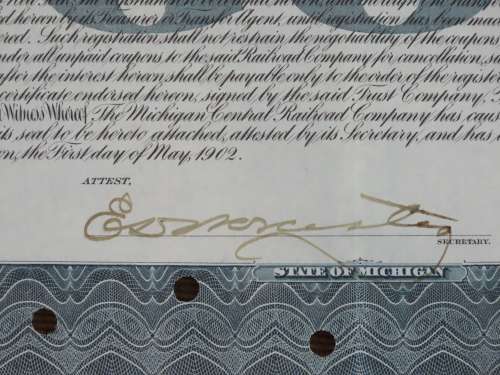 hereon by its Treasurer or Transfer Agent, until registration has been made
Such registration shall not restrain the negotiability of the coupons
all unpaid coupons to the said Railroad Company for cancellation,
after the interest hereon shall be payable only to the order of the
certificate endorsed hereon, signed by the said Trust Company,
Witness Whereof, The Michigan Central Railroad Company has
its seal to be hereto attached, attested by its Secretary, and has
on, the First day of May, 1902.
ATTEST,
SECRETARY.
STATE OF MICHIGAN